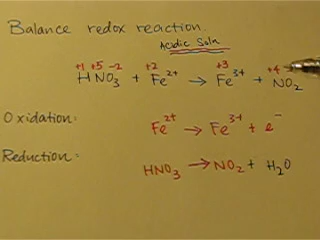 Balance redox reaction.
Acidic Soln
+1 +5 -2 +2 +3 +4
HNO₃ + Fe²⁺ → Fe³⁺ + NO₂
Oxidation: Fe²⁺ → Fe³⁺ + e⁻
Reduction: HNO₃ → NO₂ + H₂O